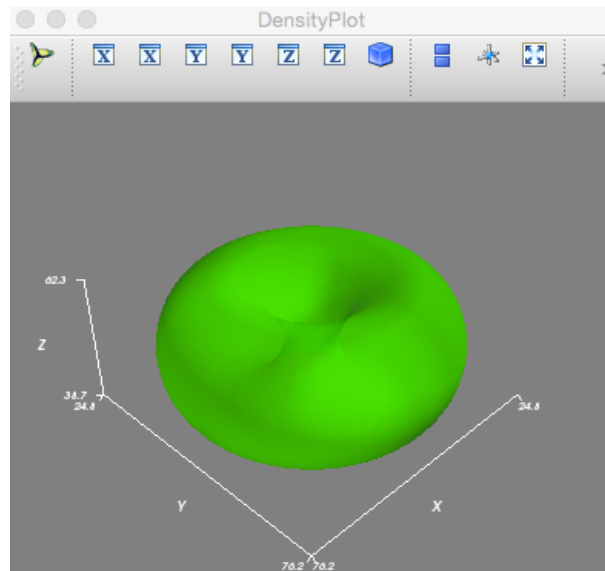 DensityPlot
X X Y Y Z Z
62.3
Z
38.7
24.8
24.8
Y
X
76.2 76.2